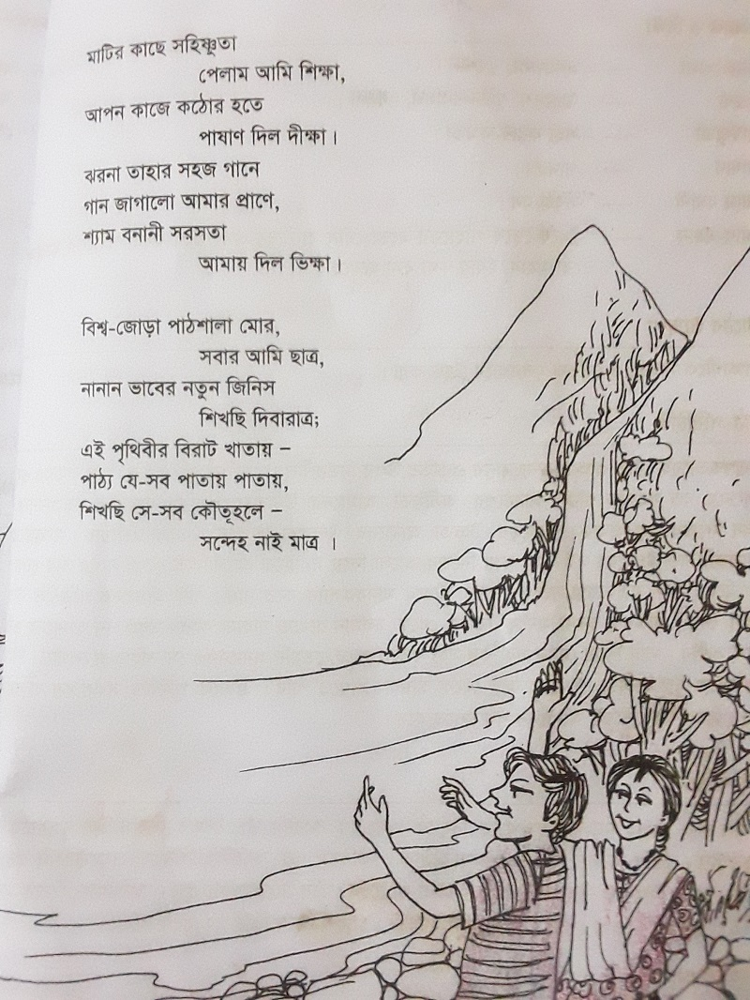 মাটির কাছে সহিষ্ণুতা
পেলাম আমি শিক্ষা,
আপন কাজে কঠোর হতে
পাষাণ দিল দীক্ষা ।
ঝরনা তাহার সহজ গানে
গান জাগালো আমার প্রাণে,
শ্যাম বনানী সরসতা
আমায় দিল ভিক্ষা ।
বিশ্ব-জোড়া পাঠশালা মোর,
সবার আমি ছাত্র,
নানান ভাবের নতুন জিনিস
শিখছি দিবারাত্র;
এই পৃথিবীর বিরাট খাতায় –
পাঠ্য যে-সব পাতায় পাতায়,
শিখছি সে-সব কৌতূহলে –
সন্দেহ নাই মাত্র ।